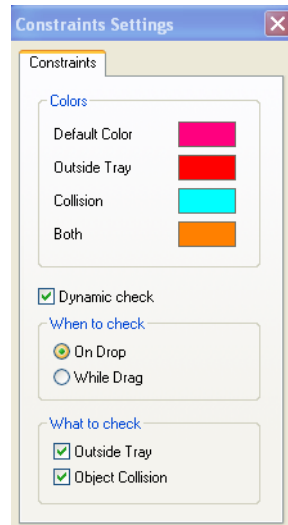 Constraints Settings
Constraints
Colors
Default Color
Outside Tray
Collision
Both
Dynamic check
When to check
On Drop
While Drag
What to check
Outside Tray
Object Collision